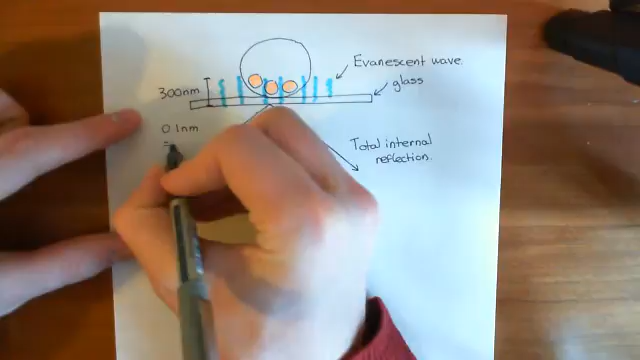 Evanescent wave.
glass
300nm
0.1nm
=
Total internal
reflection.